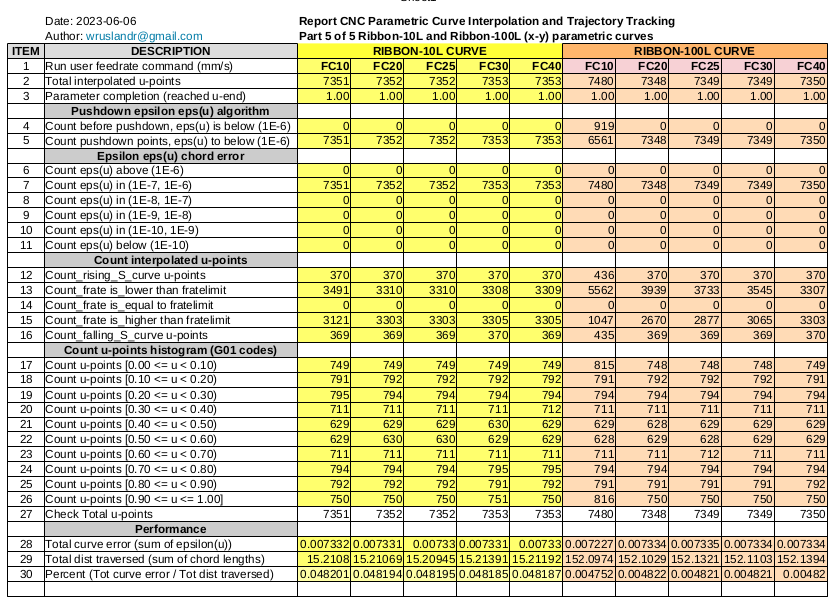 Date: 2023-06-06 Report CNC Parametric Curve Interpolation and Trajectory Tracking
Author: wruslandr@gmail.com Part 5 of 5 Ribbon-10L and Ribbon-100L (x-y) parametric curves
ITEM DESCRIPTION RIBBON-10L CURVE RIBBON-100L CURVE
1 Run user feedrate command (mm/s) FC10 FC20 FC25 FC30 FC40 FC10 FC20 FC25 FC30 FC40
2 Total interpolated u-points 7351 7352 7352 7353 7353 7480 7348 7349 7349 7350
3 Parameter completion (reached u-end) 1.00 1.00 1.00 1.00 1.00 1.00 1.00 1.00 1.00 1.00
Pushdown epsilon eps(u) algorithm
4 Count before pushdown, eps(u) is below (1E-6) 0 0 0 0 0 919 0 0 0 0
5 Count pushdown points, eps(u) to below (1E-6) 7351 7352 7352 7353 7353 6561 7348 7349 7349 7350
Epsilon eps(u) chord error
6 Count eps(u) above (1E-6) 0 0 0 0 0 0 0 0 0 0
7 Count eps(u) in (1E-7, 1E-6) 7351 7352 7352 7353 7353 7480 7348 7349 7349 7350
8 Count eps(u) in (1E-8, 1E-7) 0 0 0 0 0 0 0 0 0 0
9 Count eps(u) in (1E-9, 1E-8) 0 0 0 0 0 0 0 0 0 0
10 Count eps(u) in (1E-10, 1E-9) 0 0 0 0 0 0 0 0 0 0
11 Count eps(u) below (1E-10) 0 0 0 0 0 0 0 0 0 0
Count interpolated u-points
12 Count_rising_S_curve u-points 370 370 370 370 370 436 370 370 370 370
13 Count_frate is_lower than fratelimit 3491 3310 3310 3308 3309 5562 3939 3733 3545 3307
14 Count_frate is_equal to fratelimit 0 0 0 0 0 0 0 0 0 0
15 Count_frate is_higher than fratelimit 3121 3303 3303 3305 3305 1047 2670 2877 3065 3303
16 Count_falling_S_curve u-points 369 369 369 370 369 435 369 369 369 370
Count u-points histogram (G01 codes)
17 Count u-points [0.00 <= u < 0.10) 749 749 749 749 749 815 748 748 748 749
18 Count u-points [0.10 <= u < 0.20) 791 792 792 792 792 791 792 792 792 791
19 Count u-points [0.20 <= u < 0.30) 795 794 794 794 794 794 794 794 794 794
20 Count u-points [0.30 <= u < 0.40) 711 711 711 711 712 711 711 711 711 711
21 Count u-points [0.40 <= u < 0.50) 629 629 629 630 629 629 628 629 629 629
22 Count u-points [0.50 <= u < 0.60) 629 630 630 629 629 628 629 628 629 629
23 Count u-points [0.60 <= u < 0.70) 711 711 711 711 711 711 711 712 711 711
24 Count u-points [0.70 <= u < 0.80) 794 794 794 795 795 794 794 794 794 794
25 Count u-points [0.80 <= u < 0.90) 792 792 792 791 792 791 791 791 791 792
26 Count u-points [0.90 <= u <= 1.00] 750 750 750 751 750 816 750 750 750 750
27 Check Total u-points 7351 7352 7352 7353 7353 7480 7348 7349 7349 7350
Performance
28 Total curve error (sum of epsilon(u)) 0.007332 0.007331 0.00733 0.007331 0.00733 0.007227 0.007334 0.007335 0.007334 0.007334
29 Total dist traversed (sum of chord lengths) 15.2108 15.21069 15.20945 15.21391 15.21192 152.0974 152.1029 152.1321 152.1103 152.1394
30 Percent (Tot curve error / Tot dist traversed) 0.048201 0.048194 0.048195 0.048185 0.048187 0.004752 0.004822 0.004821 0.004821 0.00482